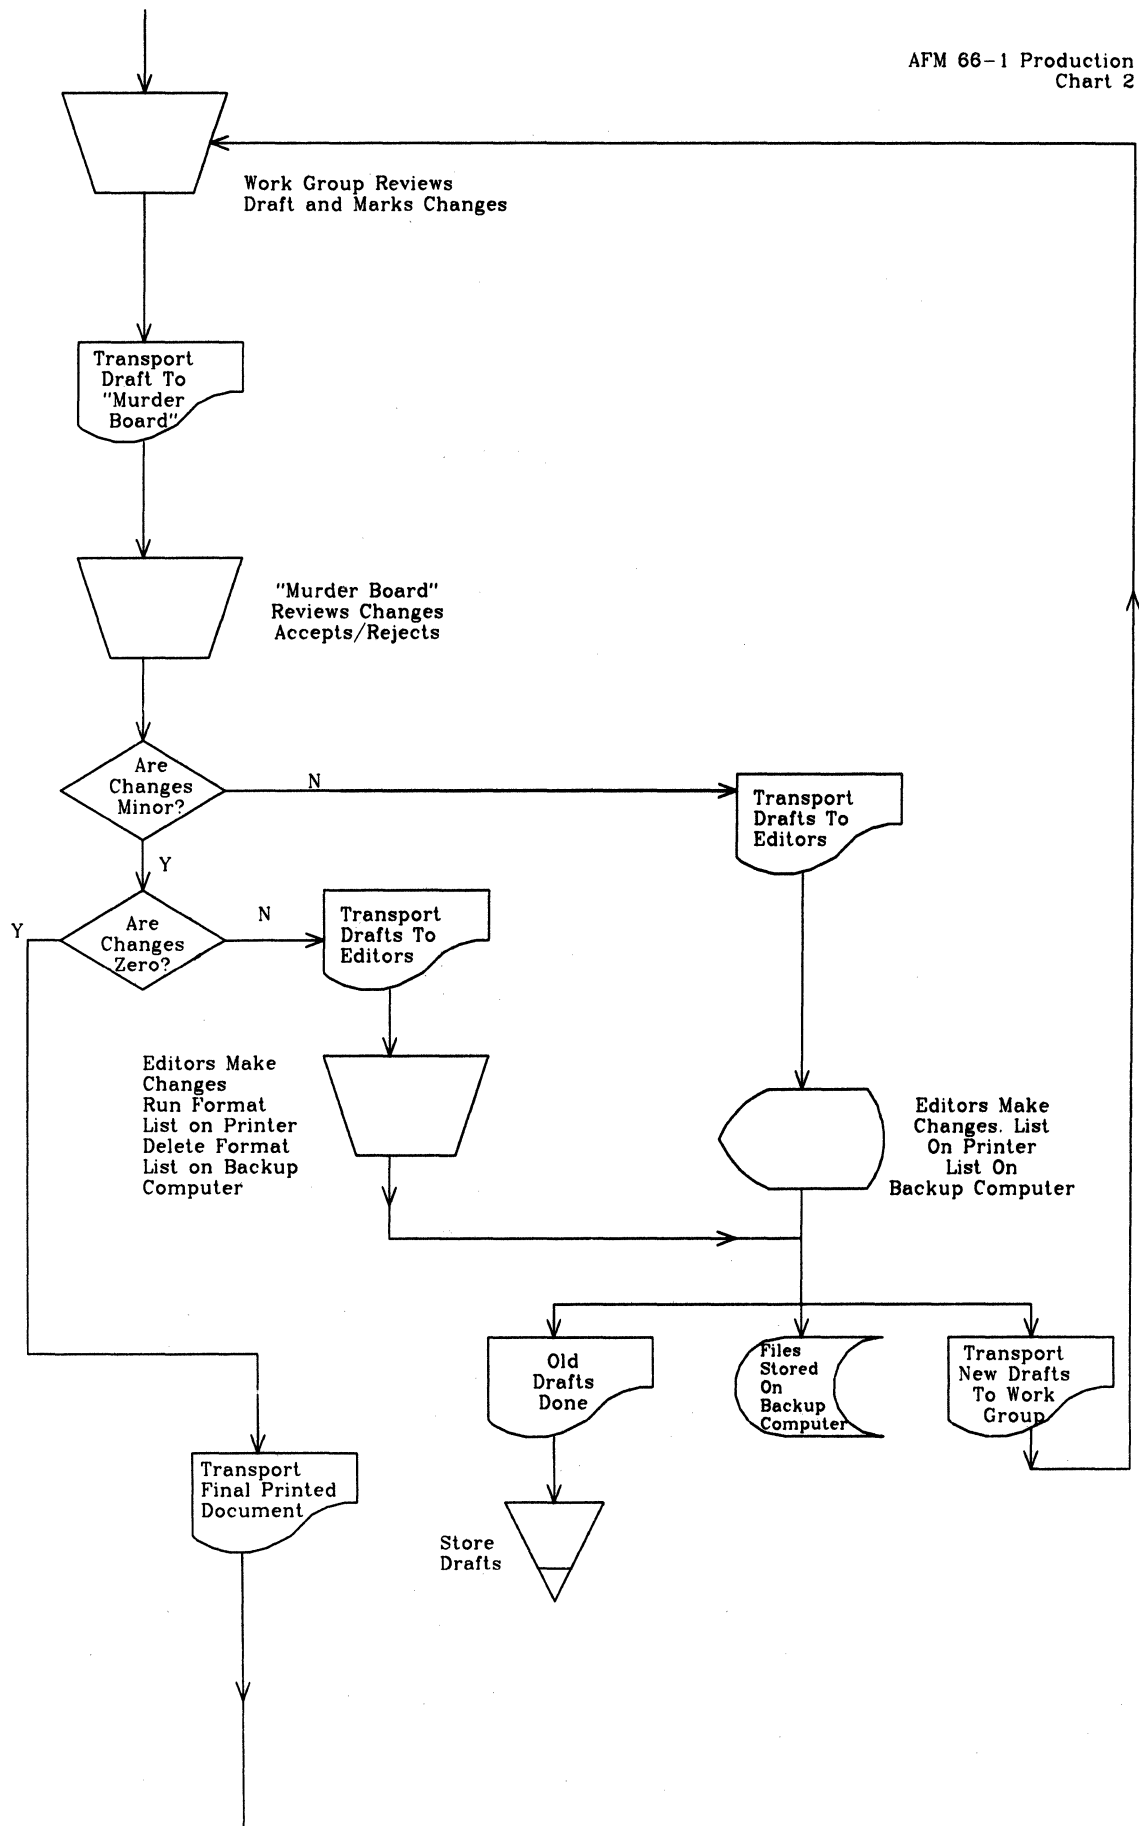 AFM 66-1 Production
Chart 2
Work Group Reviews
Draft and Marks Changes
Transport
Draft To
"Murder
Board"
"Murder Board"
Reviews Changes
Accepts/Rejects
Are
Changes
Minor?
N
Transport
Drafts To
Editors
Y
Are
Changes
Zero?
Y
N
Transport
Drafts To
Editors
Editors Make
Changes
Run Format
List on Printer
Delete Format
List on Backup
Computer
Editors Make
Changes. List
On Printer
List On
Backup Computer
Old
Drafts
Done
Files
Stored
On
Backup
Computer
Transport
New Drafts
To Work
Group
Transport
Final Printed
Document
Store
Drafts